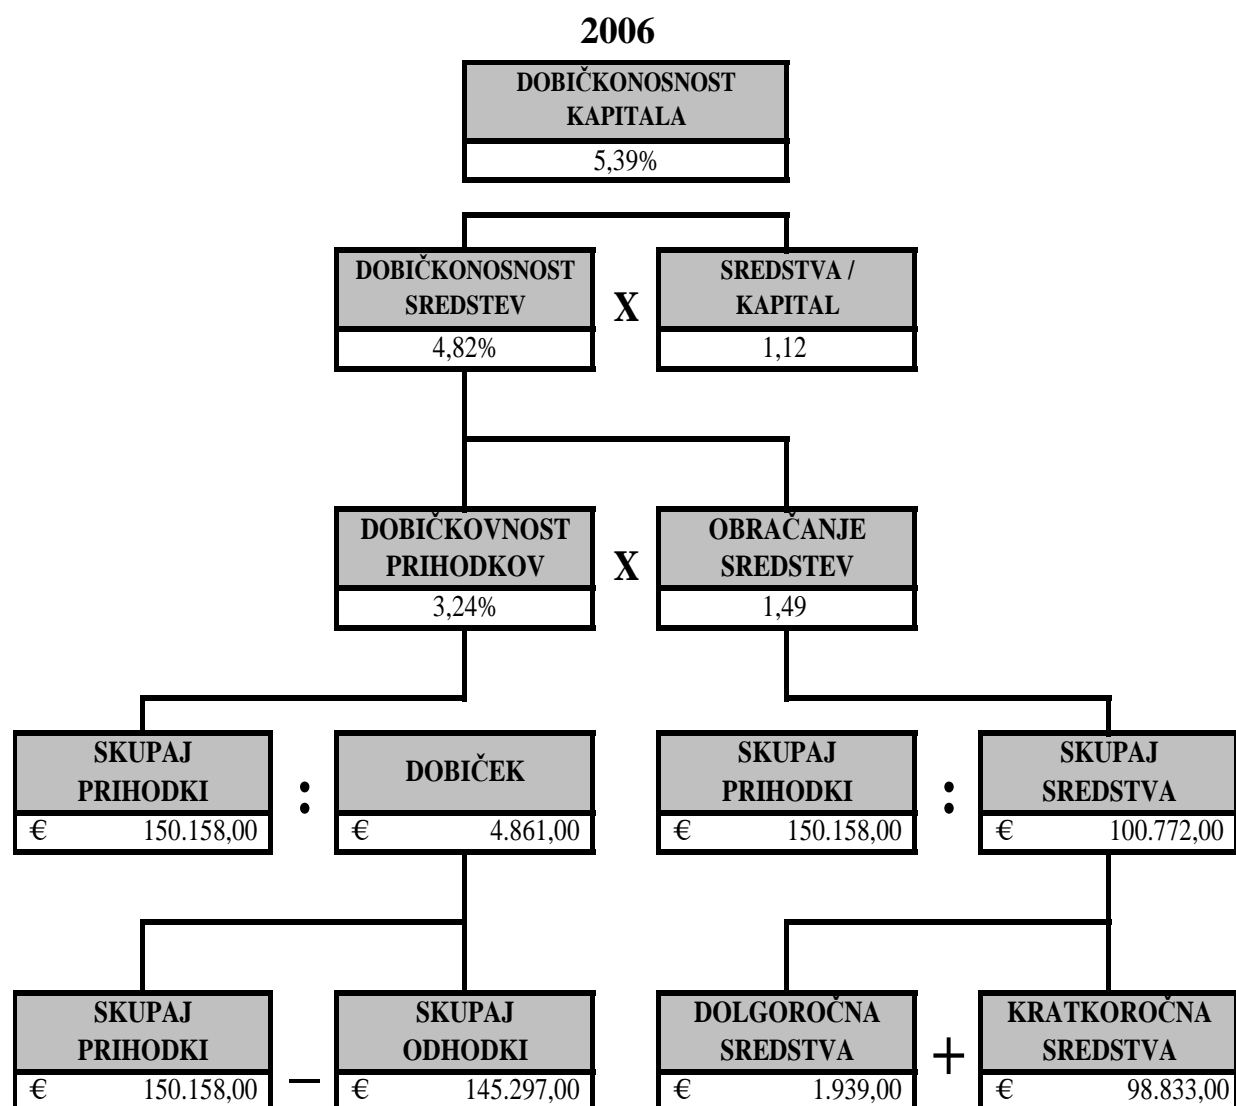 2006
DOBIČKONOSNOST
KAPITALA
5,39%
DOBIČKONOSNOST
SREDSTEV
4,82%
X
SREDSTVA /
KAPITAL
1,12
DOBIČKOVNOST
PRIHODKOV
3,24%
X
OBRAČANJE
SREDSTEV
1,49
SKUPAJ
PRIHODKI
€ 150.158,00
:
DOBIČEK
€ 4.861,00
SKUPAJ
PRIHODKI
€ 150.158,00
:
SKUPAJ
SREDSTVA
€ 100.772,00
SKUPAJ
PRIHODKI
€ 150.158,00
–
SKUPAJ
ODHODKI
€ 145.297,00
DOLGOROČNA
SREDSTVA
€ 1.939,00
+
KRATKOROČNA
SREDSTVA
€ 98.833,00